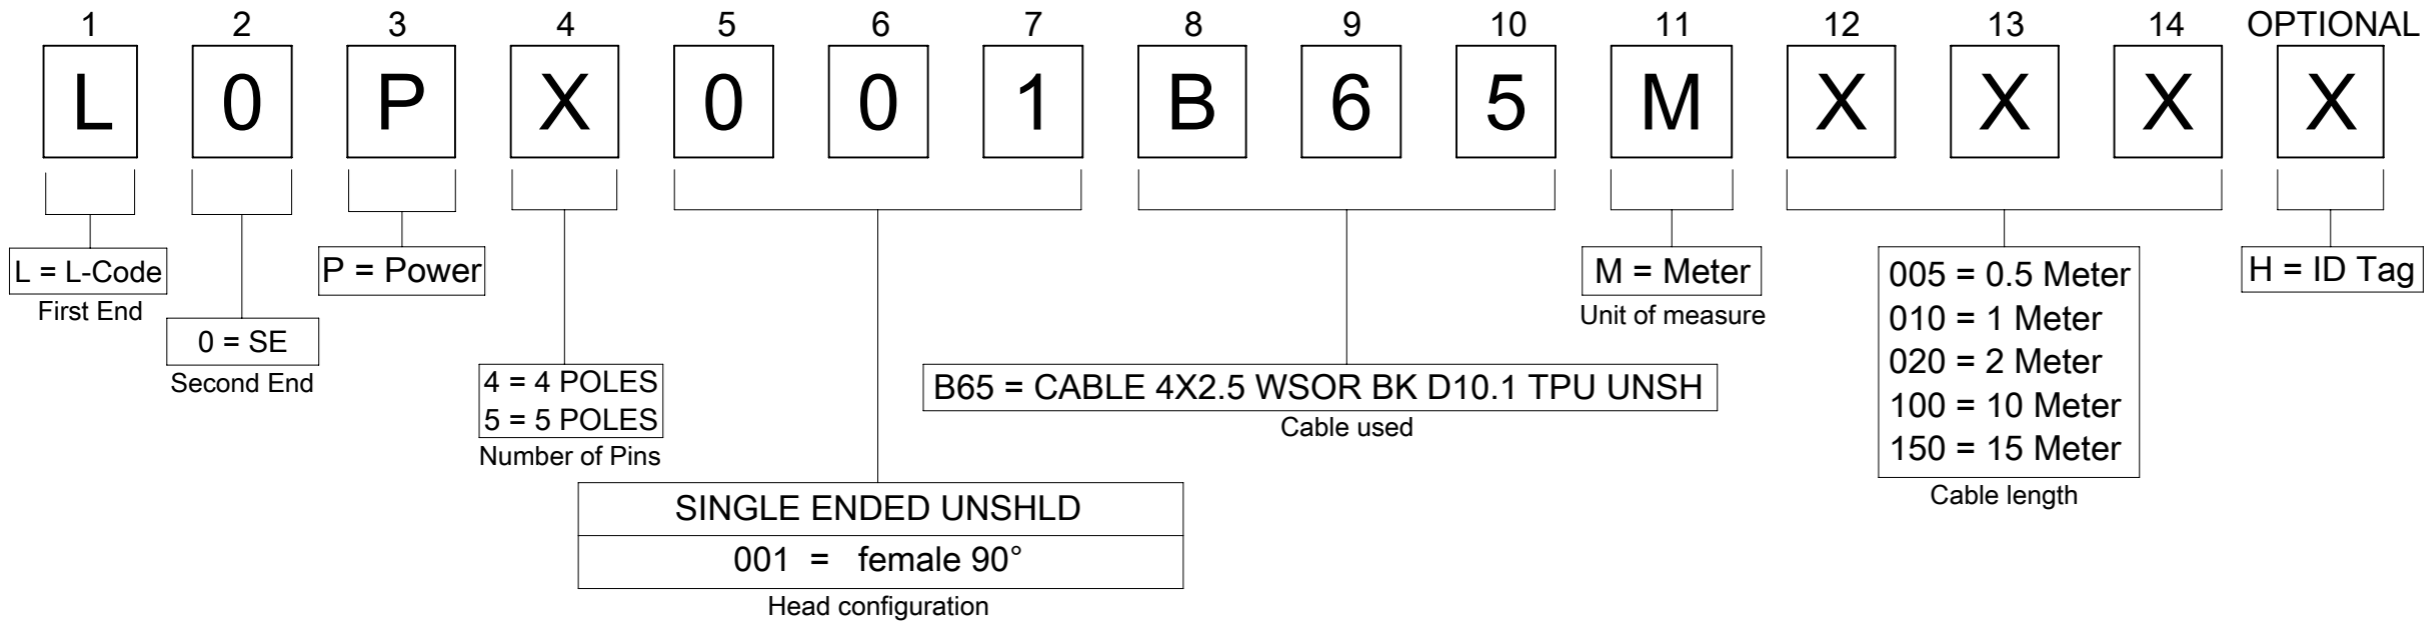 1 2 3 4 5 6 7 8 9 10 11 12 13 14 OPTIONAL
L 0 P X 0 0 1 B 6 5 M X X X X
L = L-Code
First End
0 = SE
Second End
P = Power
4 = 4 POLES
5 = 5 POLES
Number of Pins
SINGLE ENDED UNSHLD
001 = female 90°
Head configuration
B65 = CABLE 4X2.5 WSOR BK D10.1 TPU UNSH
Cable used
M = Meter
Unit of measure
005 = 0.5 Meter
010 = 1 Meter
020 = 2 Meter
100 = 10 Meter
150 = 15 Meter
Cable length
H = ID Tag